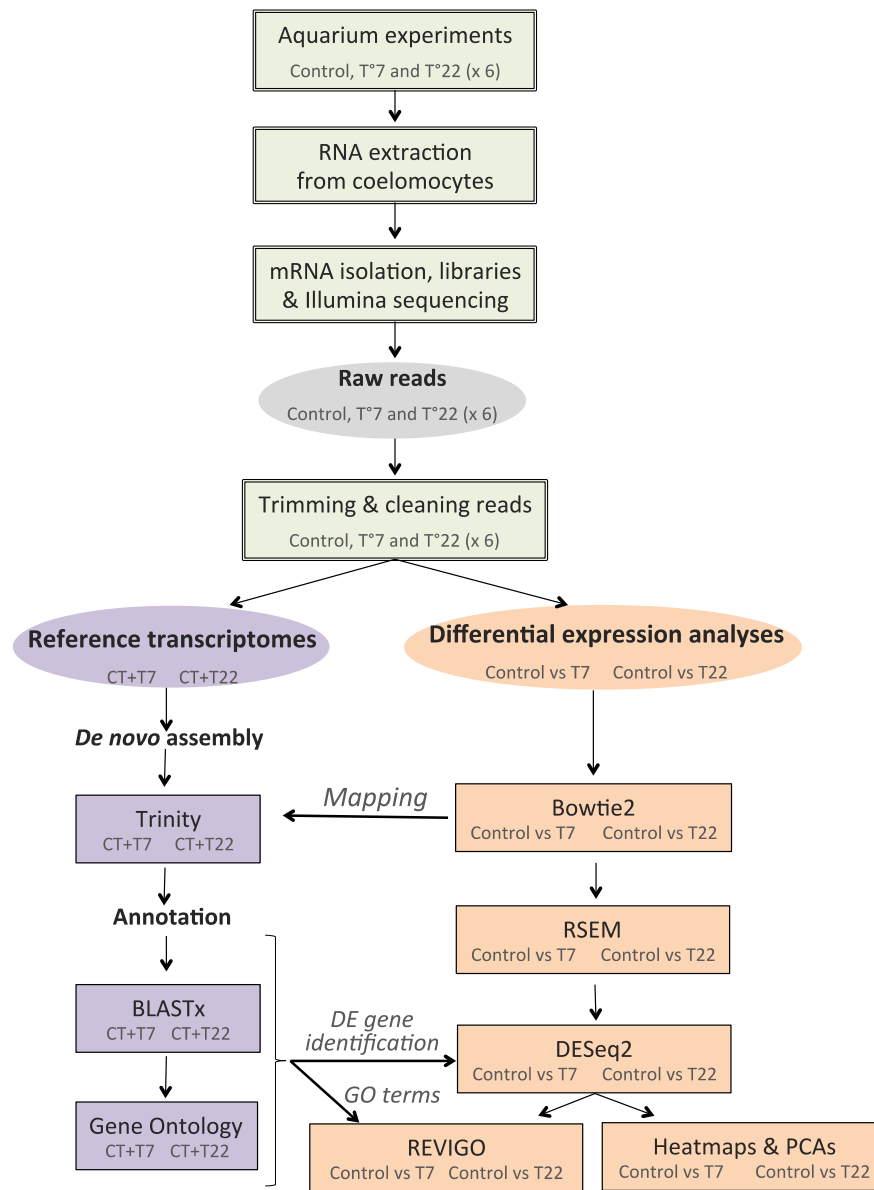 Aquarium experiments
Control, T°7 and T°22 (x 6)
RNA extraction
from coelomocytes
mRNA isolation, libraries
& Illumina sequencing
Raw reads
Control, T°7 and T°22 (x 6)
Trimming & cleaning reads
Control, T°7 and T°22 (x 6)
Reference transcriptomes
CT+T7 CT+T22
De novo assembly
Trinity
CT+T7 CT+T22
Annotation
BLASTx
CT+T7 CT+T22
Gene Ontology
CT+T7 CT+T22
Differential expression analyses
Control vs T7 Control vs T22
Mapping
Bowtie2
Control vs T7 Control vs T22
RSEM
Control vs T7 Control vs T22
DE gene
identification
GO terms
DESeq2
Control vs T7 Control vs T22
REVIGO
Control vs T7 Control vs T22
Heatmaps & PCAs
Control vs T7 Control vs T22